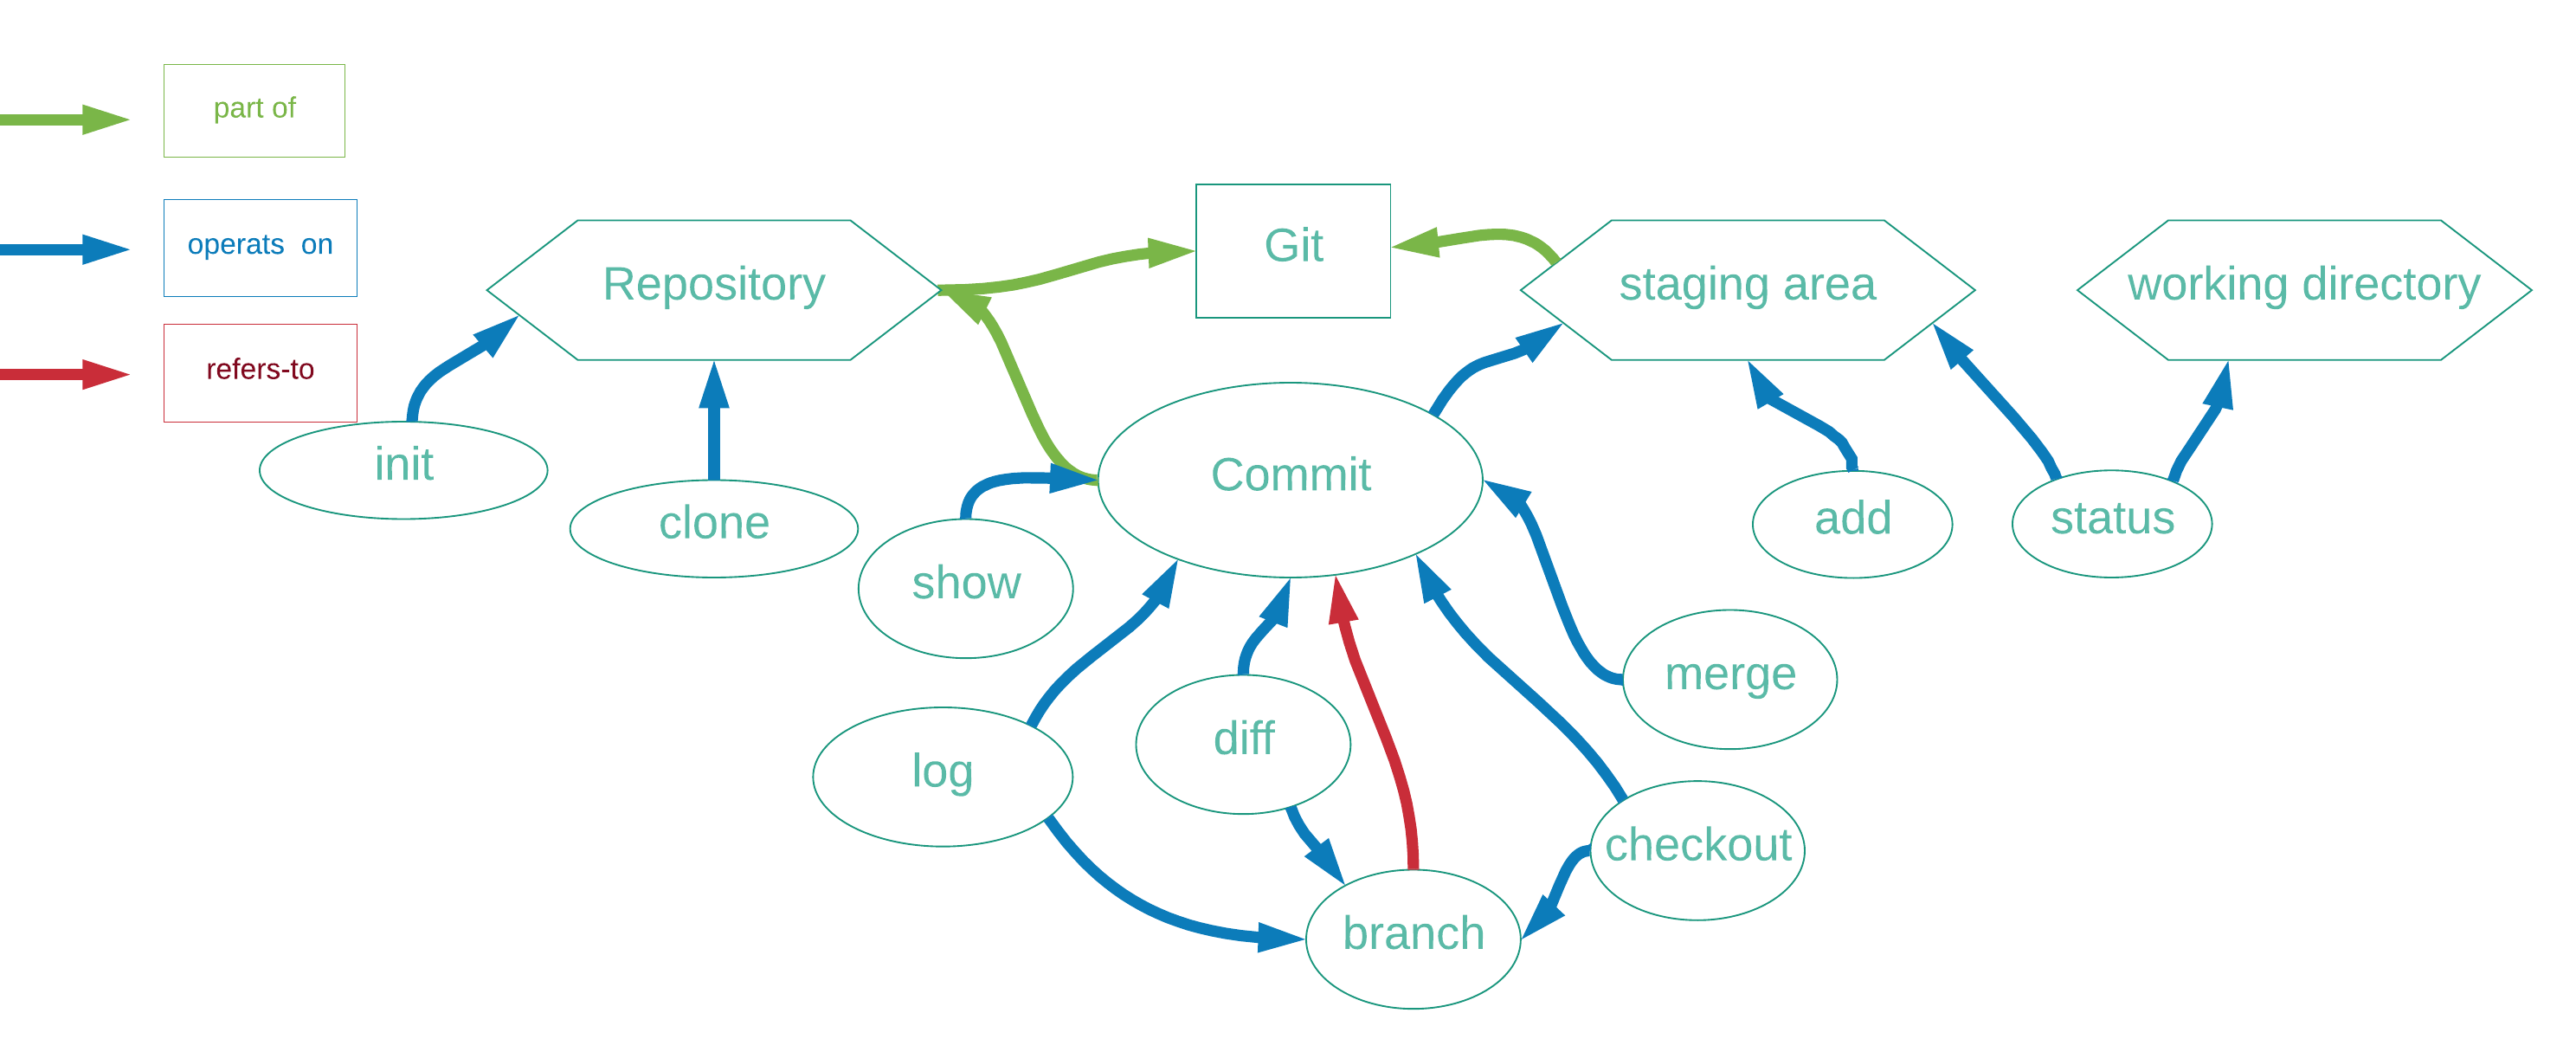 part of
operats  on
refers-to
Git
Repository
staging area
working directory
init
clone
show
Commit
add
status
merge
log
diff
checkout
branch